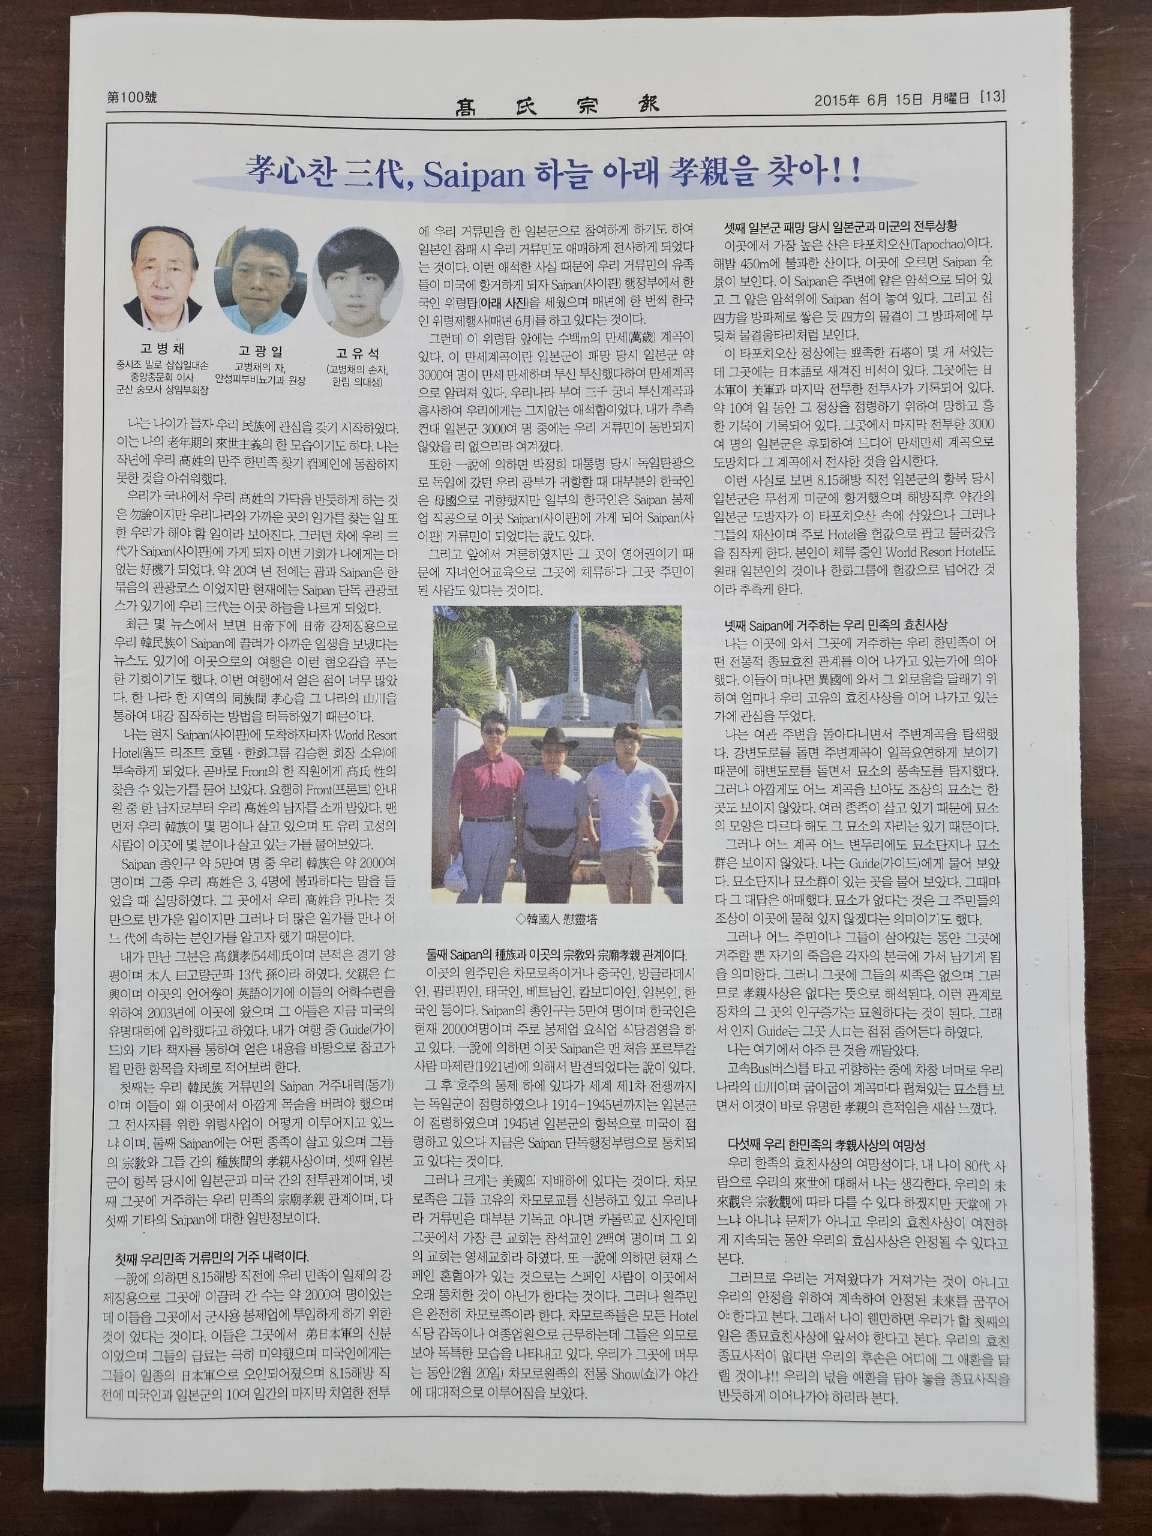 第100號
髙氏宗報
2015年 6月 15日 月曜日 [13]
孝心찬 三代, Saipan 하늘 아래 孝親을 찾아!!
고 병 채
중시조 말로 삼십일대손
중앙종문회 이사
군산 숭모사 상임부회장
고 광 일
고병채의 자,
안성피부비뇨기과 원장
고 유 석
(고병채의 손자,
한림 의대생)
나는 나이가 들자 우리 民族에 관심을 갖기 시작하였다.
이는 나의 老年期의 來世主義의 한 모습이기도 하다. 나는
작년에 우리 髙姓의 만주 한민족 찾기 캠페인에 동참하지
못한 것을 아쉬워했다.
우리가 국내에서 우리 髙姓의 가닥을 반듯하게 하는 것
은 勿論이지만 우리나라와 가까운 곳의 일가를 찾는 일 또
한 우리가 해야 할 일이라 보아진다. 그러던 차에 우리 三
代가 Saipan(사이판)에 가게 되자 이번 기회가 나에게는 더
없는 好機가 되었다. 약 20여 년 전에는 괌과 Saipan은 한
묶음의 관광코스 이었지만 현재에는 Saipan 단독 관광코
스가 있기에 우리 三代는 이곳 하늘을 나르게 되었다.
최근 몇 뉴스에서 보면 日帝下에 日帝 강제징용으로
우리 韓民族이 Saipan에 끌려가 아까운 일생을 보냈다는
뉴스도 있기에 이곳으로의 여행은 이런 혐오감을 푸는
한 기회이기도 했다. 이번 여행에서 얻은 점이 너무 많았
다. 한 나라 한 지역의 同族間 孝心을 그 나라의 山川을
통하여 대강 짐작하는 방법을 터득하였기 때문이다.
나는 현지 Saipan(사이판)에 도착하자마자 World Resort
Hotel(월드 리조트 호텔·한화그룹 김승현 회장 소유)에
투숙하게 되었다. 곧바로 Front의 한 직원에게 髙氏 性의
찾을 수 있는가를 묻어 보았다. 요행히 Front(프론트) 안내
원 중 한 남자로부터 우리 髙姓의 남자를 소개 받았다. 맨
먼저 우리 韓族이 몇 명이나 살고 있으며 또 유리 고성의
사람이 이곳에 몇 분이나 살고 있는 가를 물어보았다.
Saipan 총인구 약 5만여 명 중 우리 韓族은 약 2000여
명이며 그중 우리 髙姓은 3, 4명에 불과하다는 말을 들
었을 때 실망하였다. 그 곳에서 우리 髙姓을 만나는 것
만으로 반가운 일이지만 그러나 더 많은 일가를 만나 어
느 代에 속하는 분인가를 알고자 했기 때문이다.
내가 만난 그분은 髙鎭孝(54세)氏이며 본적은 경기 양
평이며 本人 曰고량군파 13代 孫이라 하였다. 父親은 仁
興이며 이곳의 언어卷이 英語이기에 이들의 어학수련을
위하여 2003년에 이곳에 왔으며 그 아들은 지금 미국의
유명대학에 입학했다고 하였다. 내가 여행 중 Guide(가이
드)와 기타 책자를 통하여 얻은 내용을 바탕으로 참고가
될 만한 항목을 차례로 적어보려 한다.
첫째는 우리 韓民族 거류민의 Saipan 거주내력(동기)
이며 이들이 왜 이곳에서 아깝게 목숨을 버려야 했으며
그 전사자를 위한 위령사업이 어떻게 이루어지고 있느
냐 이며, 둘째 Saipan에는 어떤 종족이 살고 있으며 그들
의 宗敎와 그들 간의 種族間의 孝親사상이며, 셋째 일본
군이 항복 당시에 일본군과 미국 간의 전투관계이며, 넷
째 그곳에 거주하는 우리 민족의 宗廟孝親 관계이며, 다
섯째 기타의 Saipan에 대한 일반정보이다.
첫째 우리민족 거류민의 거주 내력이다.
一說에 의하면 8.15해방 직전에 우리 민족이 일제의 강
제징용으로 그곳에 이끌려 간 수는 약 2000여 명이었는
데 이들을 그곳에서 군사용 봉제업에 투입하게 하기 위한
것이 었다는 것이다. 이들은 그곳에서 弟日本軍의 신분
이었으며 그들의 급료는 극히 미약했으며 미국인에게는
그들이 일종의 日本軍으로 오인되어졌으며 8.15해방 직
전에 미국인과 일본군의 10여 일간의 마지막 치열한 전투
에 우리 거류민을 한 일본군으로 참여하게 하기도 하여
일본인 참패 시 우리 거류민도 애매하게 전사하게 되었다
는 것이다. 이런 애석한 사실 때문에 우리 거류민의 유족
들이 미국에 항거하게 되자 Saipan(사이판) 행정부에서 한
국인 위령탑(아래 사진)을 세웠으며 매년에 한 번씩 한국
인 위령제행사(매년 6월)를 하고 있다는 것이다.
그런데 이 위령탑 앞에는 수백m의 만세(萬歲) 계곡이
있다. 이 만세계곡이란 일본군이 패망 당시 일본군 약
3000여 명이 만세 만세하며 투신 투신했다하여 만세계곡
으로 알려져 있다. 우리나라 부여 三千 궁녀 투신계곡과
흡사하여 우리에게는 그지없는 애석함이었다. 내가 추측
컨대 일본군 3000여 명 중에는 우리 거류민이 동반되지
않았을 리 없으리라 여겨졌다.
또한 一說에 의하면 박정희 대통령 당시 독일탄광으
로 독일에 갔던 우리 광부가 귀향할 때 대부분의 한국인
은 母國으로 귀향했지만 일부의 한국인은 Saipan 봉제
업 직공으로 이곳 Saipan(사이판)에 가게 되어 Saipan(사
이판) 거류민이 되었다는 說도 있다.
그리고 앞에서 거론하였지만 그 곳이 영어권이기 때
문에 자녀언어교육으로 그곳에 체류하다 그곳 주민이
된 사람도 있다는 것이다.
◇韓國人 慰靈塔
둘째 Saipan의 種族과 이곳의 宗敎와 宗廟孝親 관계이다.
이곳의 원주민은 차모로족이거나 중국인, 방글라데시
인, 필리핀인, 태국인, 베트남인, 캄보디아인, 일본인, 한
국인 등이다. Saipan의 총인구는 5만여 명이며 한국인은
현재 2000여명이며 주로 봉제업 요식업 식당경영을 하
고 있다. 一說에 의하면 이곳 Saipan은 맨 처음 포르투갈
사람 마제란(1921년)에 의해서 발견되었다는 說이 있다.
그 후 호주의 통제 하에 있다가 세계 제1차 전쟁까지
는 독일군이 점령하였으나 1914-1945년까지는 일본군
이 점령하였으며 1945년 일본군의 항복으로 미국이 점
령하고 있으나 지금은 Saipan 단독행정부령으로 통치되
고 있다는 것이다.
그러나 크게는 美國의 지배하에 있다는 것이다. 차모
로족은 그들 고유의 차모로교를 신봉하고 있고 우리나
라 거류민은 대부분 기독교 아니면 카톨릭교 신자인데
그곳에서 가장 큰 교회는 참석교인 2백여 명이며 그 외
의 교회는 영세교회라 하였다. 또 一說에 의하면 현재 스
페인 혼혈아가 있는 것으로는 스페인 사람이 이곳에서
오래 통치한 것이 아닌가 한다는 것이다. 그러나 원주민
은 완전히 차모로족이라 한다. 차모로족들은 모든 Hotel
식당 감독이나 여종업원으로 근무하는데 그들은 외모로
보아 독특한 모습을 나타내고 있다. 우리가 그곳에 머무
는 동안(2월 20일) 차모로원족의 전통 Show(쇼)가 야간
에 대대적으로 이루어짐을 보았다.
셋째 일본군 패망 당시 일본군과 미군의 전투상황
이곳에서 가장 높은 산은 타포치오산(Tapochao)이다.
해발 450m에 불과한 산이다. 이곳에 오르면 Saipan 全
景이 보인다. 이 Saipan은 주변에 얕은 암석으로 되어 있
고 그 얕은 암석위에 Saipan 섬이 놓여 있다. 그리고 섬
四方을 방파제로 쌓은 듯 四方의 물결이 그 방파제에 부
딪쳐 물결울타리처럼 보인다.
이 타포치오산 정상에는 뾰족한 石塔이 몇 개 서있는
데 그곳에는 日本語로 새겨진 비석이 있다. 그곳에는 日
本軍이 美軍과 마지막 전투한 전투사가 기록되어 있다.
약 10여 일 동안 그 정상을 점령하기 위하여 망하고 흥
한 기록이 기록되어 있다. 그곳에서 마지막 전투한 3000
여 명의 일본군은 후퇴하여 드디어 만세만세 계곡으로
도망치다 그 계곡에서 전사한 것을 암시한다.
이런 사실로 보면 8.15해방 직전 일본군의 항복 당시
일본군은 무섭게 미군에 항거했으며 해방직후 약간의
일본군 도망자가 이 타포치오산 속에 삼았으나 그러나
그들의 재산이며 주로 Hotel을 헐값으로 팔고 물러갔음
을 짐작케 한다. 본인이 체류 중인 World Resort Hotel도
원래 일본인의 것이나 한화그룹에 헐값으로 넘어간 것
이라 추측케 한다.
넷째 Saipan에 거주하는 우리 민족의 효친사상
나는 이곳에 와서 그곳에 거주하는 우리 한민족이 어
떤 전통적 종묘효친 관계를 이어 나가고 있는가에 의아
했다. 이들이 머나먼 異國에 와서 그 외로움을 달래기 위
하여 얼마나 우리 고유의 효친사상을 이어 나가고 있는
가에 관심을 두었다.
나는 여관 주변을 돌아다니면서 주변계곡을 탐색했
다. 강변도로를 돌면 주변계곡이 일목요연하게 보이기
때문에 해변도로를 돌면서 묘소의 풍속도를 탐지했다.
그러나 아깝게도 어느 계곡을 보아도 조상의 묘소는 한
곳도 보이지 않았다. 여러 종족이 살고 있기 때문에 묘소
의 모양은 다르다 해도 그 묘소의 자리는 있기 때문이다.
그러나 어느 계곡 어느 변두리에도 묘소단지나 묘소
群은 보이지 않았다. 나는 Guide(가이드)에게 물어 보았
다. 묘소단지나 묘소群이 있는 곳을 물어 보았다. 그때마
다 그 대답은 애매했다. 묘소가 없다는 것은 그 주민들의
조상이 이곳에 묻혀 있지 않겠다는 의미이기도 했다.
그러나 어느 주민이나 그들이 살아있는 동안 그곳에
거주할 뿐 자기의 죽음은 각자의 본국에 가서 남기게 됨
을 의미한다. 그러니 그곳에 그들의 씨족은 없으며 그러
므로 孝親사상은 없다는 뜻으로 해석된다. 이런 관계로
장차의 그 곳의 인구증가는 묘원하다는 것이 된다. 그래
서 인지 Guide는 그곳 人口는 점점 줄어든다 하였다.
나는 여기에서 아주 큰 것을 깨달았다.
고속Bus(버스)를 타고 귀향하는 중에 차창 너머로 우리
나라의 山川이며 굽이굽이 계곡마다 펼쳐있는 묘소를 보
면서 이것이 바로 유명한 孝親의 흔적임을 새삼 느꼈다.
다섯째 우리 한민족의 孝親사상의 여망성
우리 한족의 효친사상의 여망성이다. 내 나이 80代 사
람으로 우리의 來世에 대해서 나는 생각한다. 우리의 未
來觀은 宗敎觀에 따라 다를 수 있다 하겠지만 天堂에 가
느냐 아니냐 문제가 아니고 우리의 효친사상이 여전하
게 지속되는 동안 우리의 효심사상은 안정될 수 있다고
본다.
그러므로 우리는 거져왔다가 거져가는 것이 아니고
우리의 안정을 위하여 계속하여 안정된 未來를 꿈꾸어
야 한다고 본다. 그래서 나이 웬만하면 우리가 할 첫째의
일은 종묘효친사상에 앞서야 한다고 본다. 우리의 효친
종묘사적이 없다면 우리의 후손은 어디에 그 애환을 달
릴 것이냐!! 우리의 넋을 애환을 담아 놓을 종묘사직을
반듯하게 이어나가야 하리라 본다.